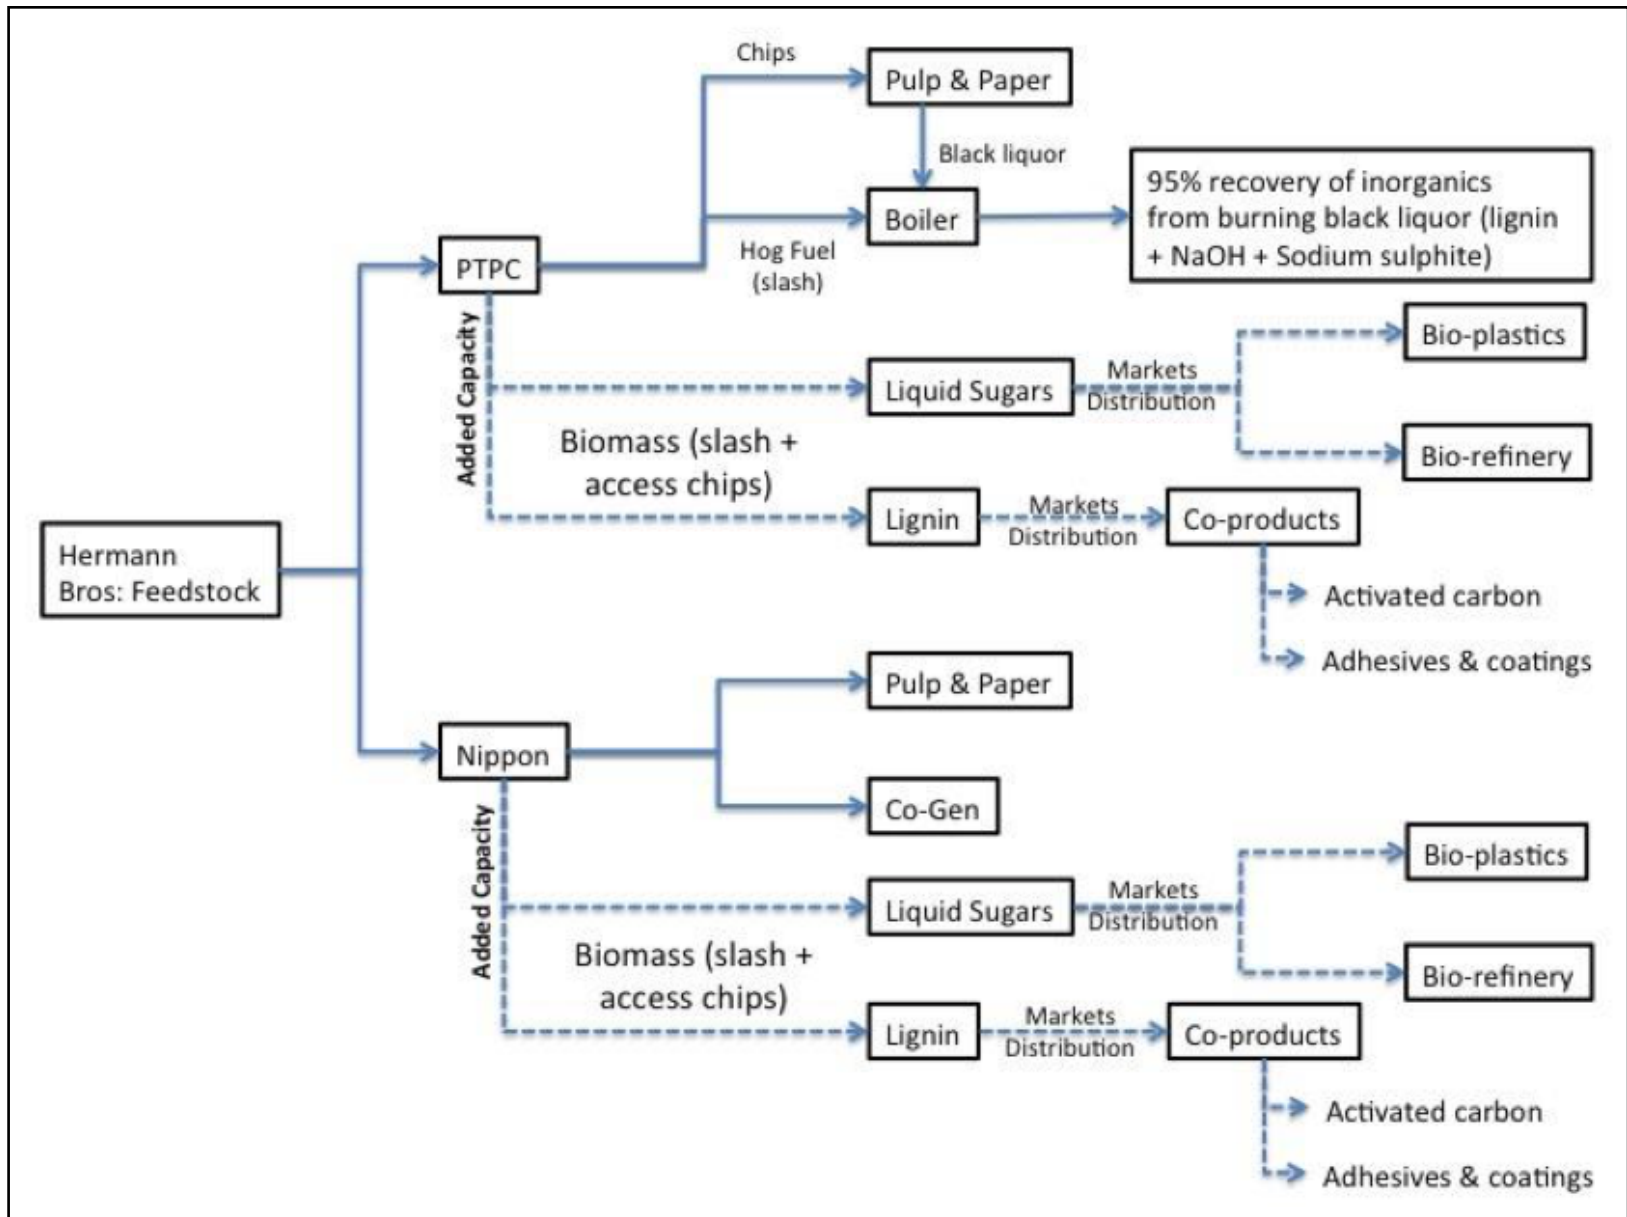 Chips
Pulp & Paper
Black liquor
95% recovery of inorganics
from burning black liquor (lignin
+ NaOH + Sodium sulphite)
Boiler
Hog Fuel
(slash)
PTPC
Added Capacity
Bio-plastics
Liquid Sugars
Markets
Distribution
Biomass (slash +
access chips)
Bio-refinery
Lignin
Markets
Distribution
Co-products
Hermann
Bros: Feedstock
Activated carbon
Adhesives & coatings
Pulp & Paper
Nippon
Co-Gen
Added Capacity
Bio-plastics
Liquid Sugars
Markets
Distribution
Biomass (slash +
access chips)
Bio-refinery
Lignin
Markets
Distribution
Co-products
Activated carbon
Adhesives & coatings